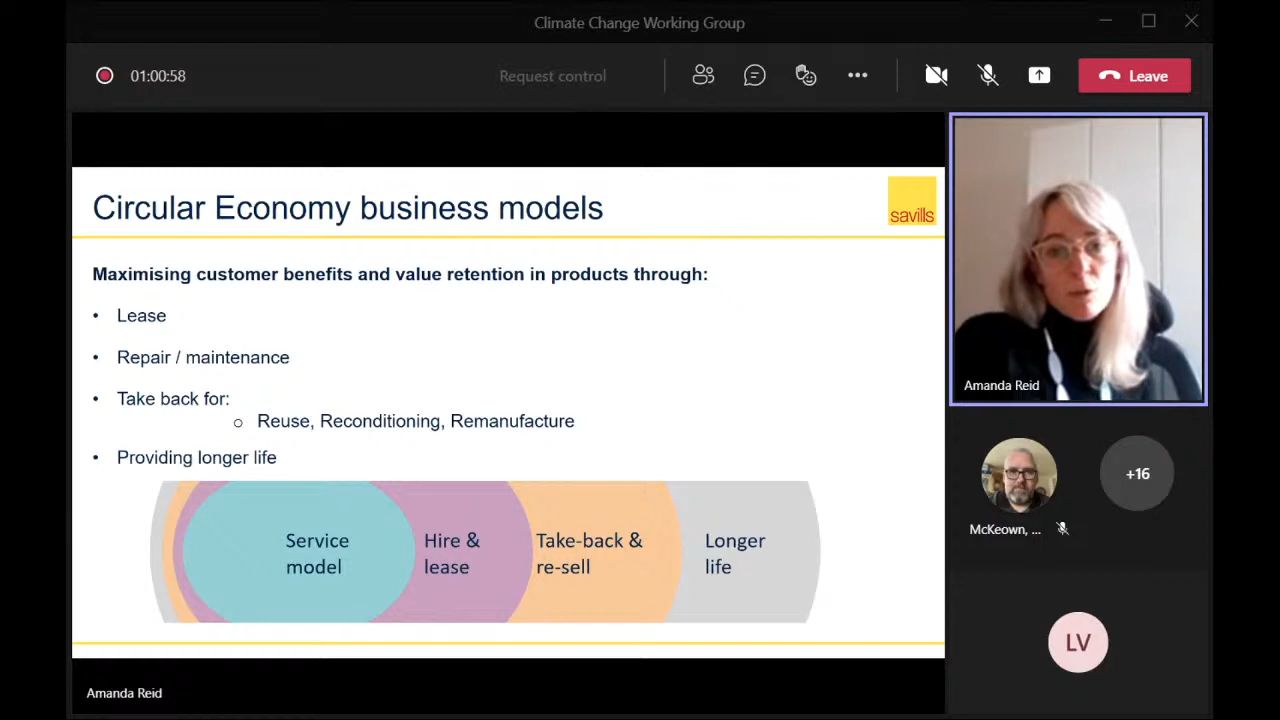 Climate Change Working Group
01:00:58
Request control
Leave
Circular Economy business models
savills
Maximising customer benefits and value retention in products through:
• Lease
• Repair / maintenance
• Take back for:
o Reuse, Reconditioning, Remanufacture
• Providing longer life
Service
model
Hire &
lease
Take-back &
re-sell
Longer
life
Amanda Reid
McKeown, ...
+16
LV
Amanda Reid